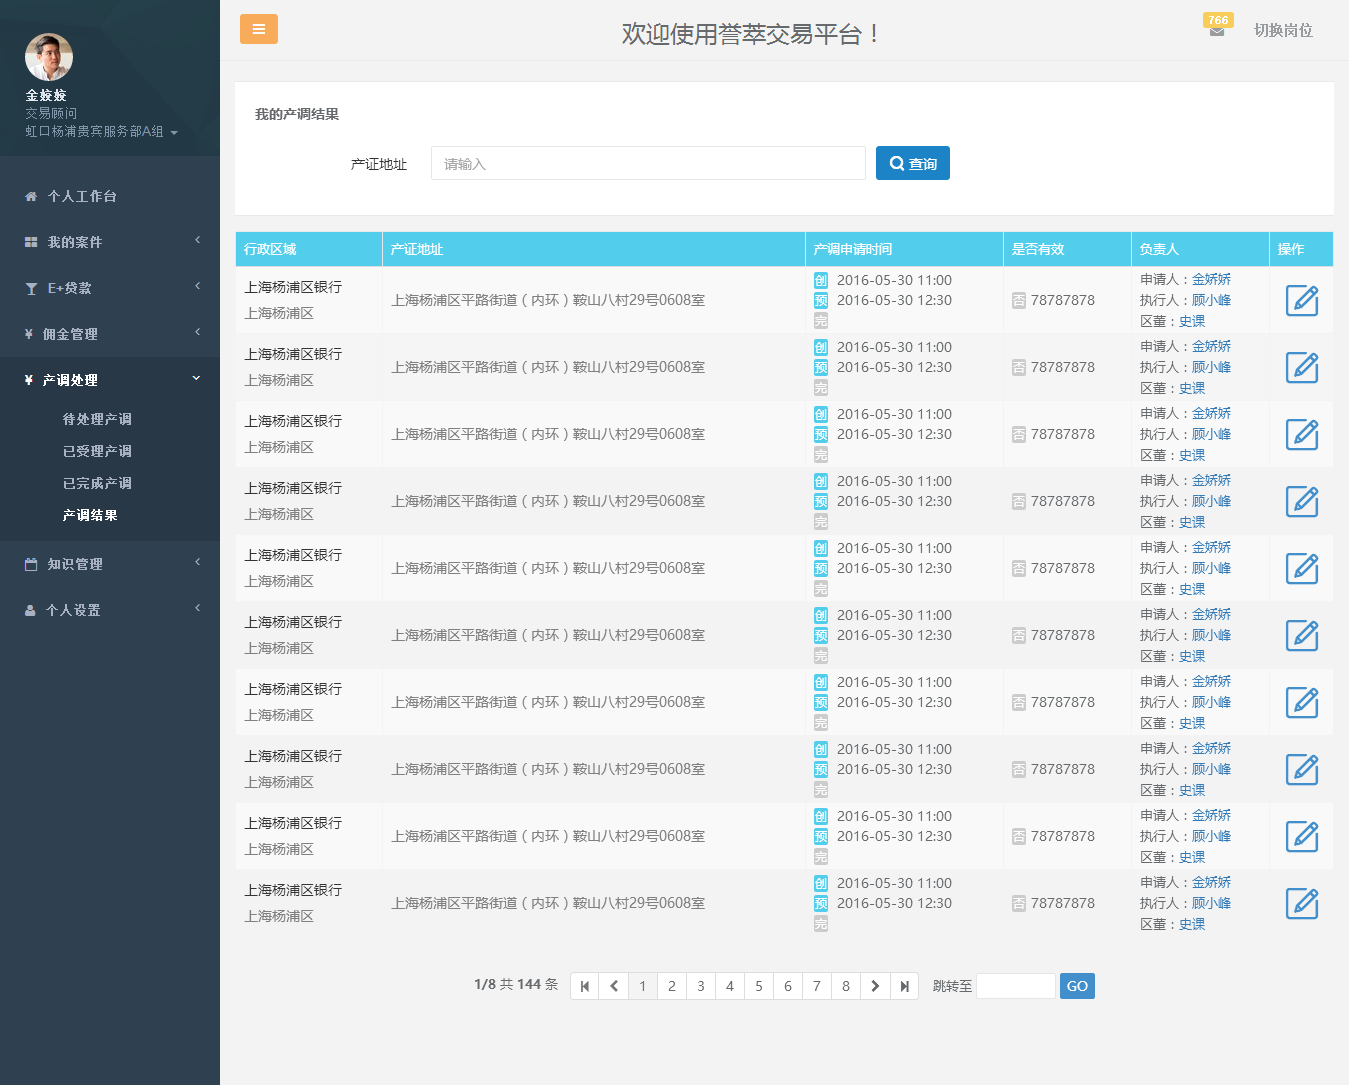 金姣姣
交易顾问
虹口杨浦贵宾服务部A组
个人工作台
我的案件
E+贷款
佣金管理
产调处理
待处理产调
已受理产调
已完成产调
产调结果
知识管理
个人设置
欢迎使用誉萃交易平台！
766
切换岗位
我的产调结果
产证地址 请输入 查询
行政区域 产证地址 产调申请时间 是否有效 负责人 操作
上海杨浦区银行
上海杨浦区
上海杨浦区平路街道（内环）鞍山八村29号0608室
创 2016-05-30 11:00
预 2016-05-30 12:30
完
否 78787878
申请人：金娇娇
执行人：顾小峰
区董：史课
上海杨浦区银行
上海杨浦区
上海杨浦区平路街道（内环）鞍山八村29号0608室
创 2016-05-30 11:00
预 2016-05-30 12:30
完
否 78787878
申请人：金娇娇
执行人：顾小峰
区董：史课
上海杨浦区银行
上海杨浦区
上海杨浦区平路街道（内环）鞍山八村29号0608室
创 2016-05-30 11:00
预 2016-05-30 12:30
完
否 78787878
申请人：金娇娇
执行人：顾小峰
区董：史课
上海杨浦区银行
上海杨浦区
上海杨浦区平路街道（内环）鞍山八村29号0608室
创 2016-05-30 11:00
预 2016-05-30 12:30
完
否 78787878
申请人：金娇娇
执行人：顾小峰
区董：史课
上海杨浦区银行
上海杨浦区
上海杨浦区平路街道（内环）鞍山八村29号0608室
创 2016-05-30 11:00
预 2016-05-30 12:30
完
否 78787878
申请人：金娇娇
执行人：顾小峰
区董：史课
上海杨浦区银行
上海杨浦区
上海杨浦区平路街道（内环）鞍山八村29号0608室
创 2016-05-30 11:00
预 2016-05-30 12:30
完
否 78787878
申请人：金娇娇
执行人：顾小峰
区董：史课
上海杨浦区银行
上海杨浦区
上海杨浦区平路街道（内环）鞍山八村29号0608室
创 2016-05-30 11:00
预 2016-05-30 12:30
完
否 78787878
申请人：金娇娇
执行人：顾小峰
区董：史课
上海杨浦区银行
上海杨浦区
上海杨浦区平路街道（内环）鞍山八村29号0608室
创 2016-05-30 11:00
预 2016-05-30 12:30
完
否 78787878
申请人：金娇娇
执行人：顾小峰
区董：史课
上海杨浦区银行
上海杨浦区
上海杨浦区平路街道（内环）鞍山八村29号0608室
创 2016-05-30 11:00
预 2016-05-30 12:30
完
否 78787878
申请人：金娇娇
执行人：顾小峰
区董：史课
上海杨浦区银行
上海杨浦区
上海杨浦区平路街道（内环）鞍山八村29号0608室
创 2016-05-30 11:00
预 2016-05-30 12:30
完
否 78787878
申请人：金娇娇
执行人：顾小峰
区董：史课
1/8 共 144 条 1 2 3 4 5 6 7 8 跳转至 GO